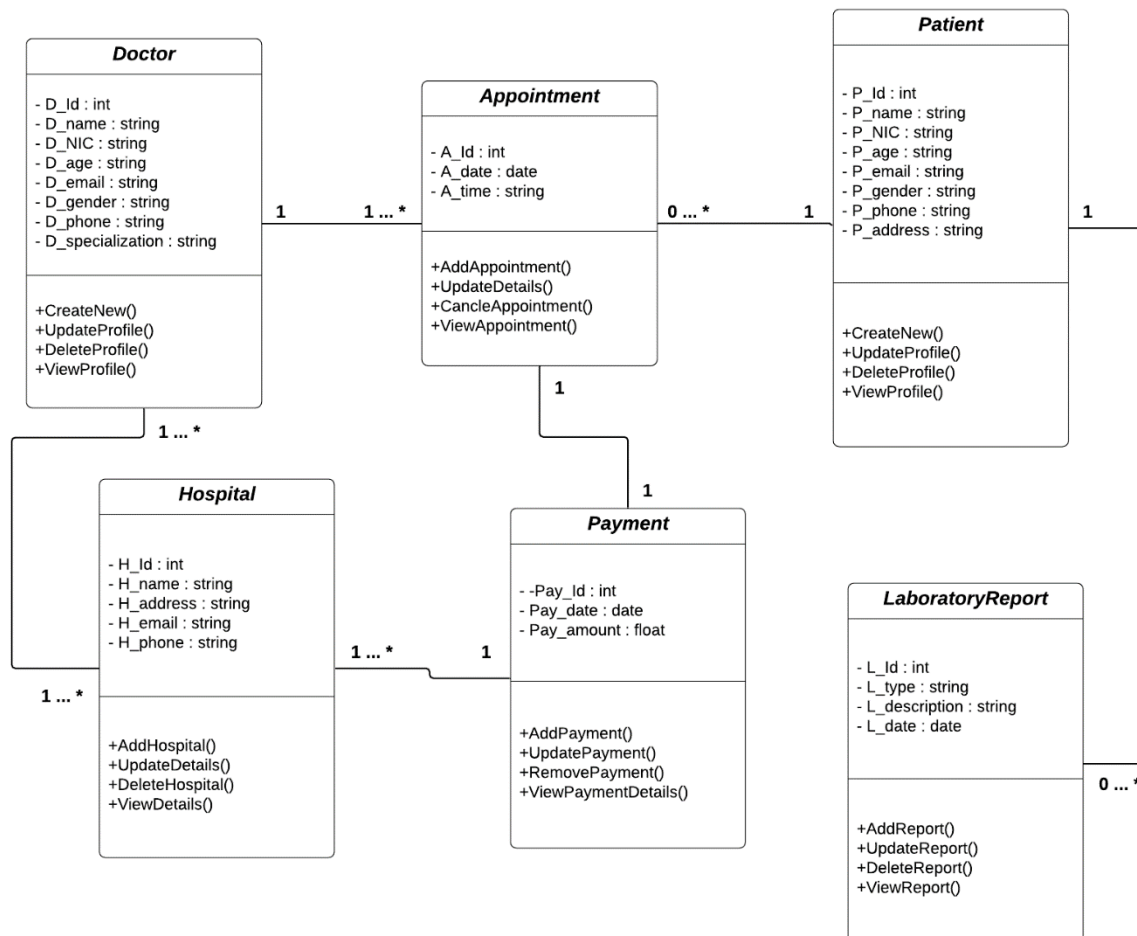 Doctor
- D_Id : int
- D_name : string
- D_NIC : string
- D_age : string
- D_email : string
- D_gender : string
- D_phone : string
- D_specialization : string
+CreateNew()
+UpdateProfile()
+DeleteProfile()
+ViewProfile()
1
1 ... *
Appointment
- A_Id : int
- A_date : date
- A_time : string
+AddAppointment()
+UpdateDetails()
+CancleAppointment()
+ViewAppointment()
0 ... *
1
Patient
- P_Id : int
- P_name : string
- P_NIC : string
- P_age : string
- P_email : string
- P_gender : string
- P_phone : string
- P_address : string
+CreateNew()
+UpdateProfile()
+DeleteProfile()
+ViewProfile()
1
1 ... *
1 ... *
Hospital
- H_Id : int
- H_name : string
- H_address : string
- H_email : string
- H_phone : string
+AddHospital()
+UpdateDetails()
+DeleteHospital()
+ViewDetails()
1 ... *
1
1
1
Payment
- -Pay_Id : int
- Pay_date : date
- Pay_amount : float
+AddPayment()
+UpdatePayment()
+RemovePayment()
+ViewPaymentDetails()
LaboratoryReport
- L_Id : int
- L_type : string
- L_description : string
- L_date : date
+AddReport()
+UpdateReport()
+DeleteReport()
+ViewReport()
0 ... *